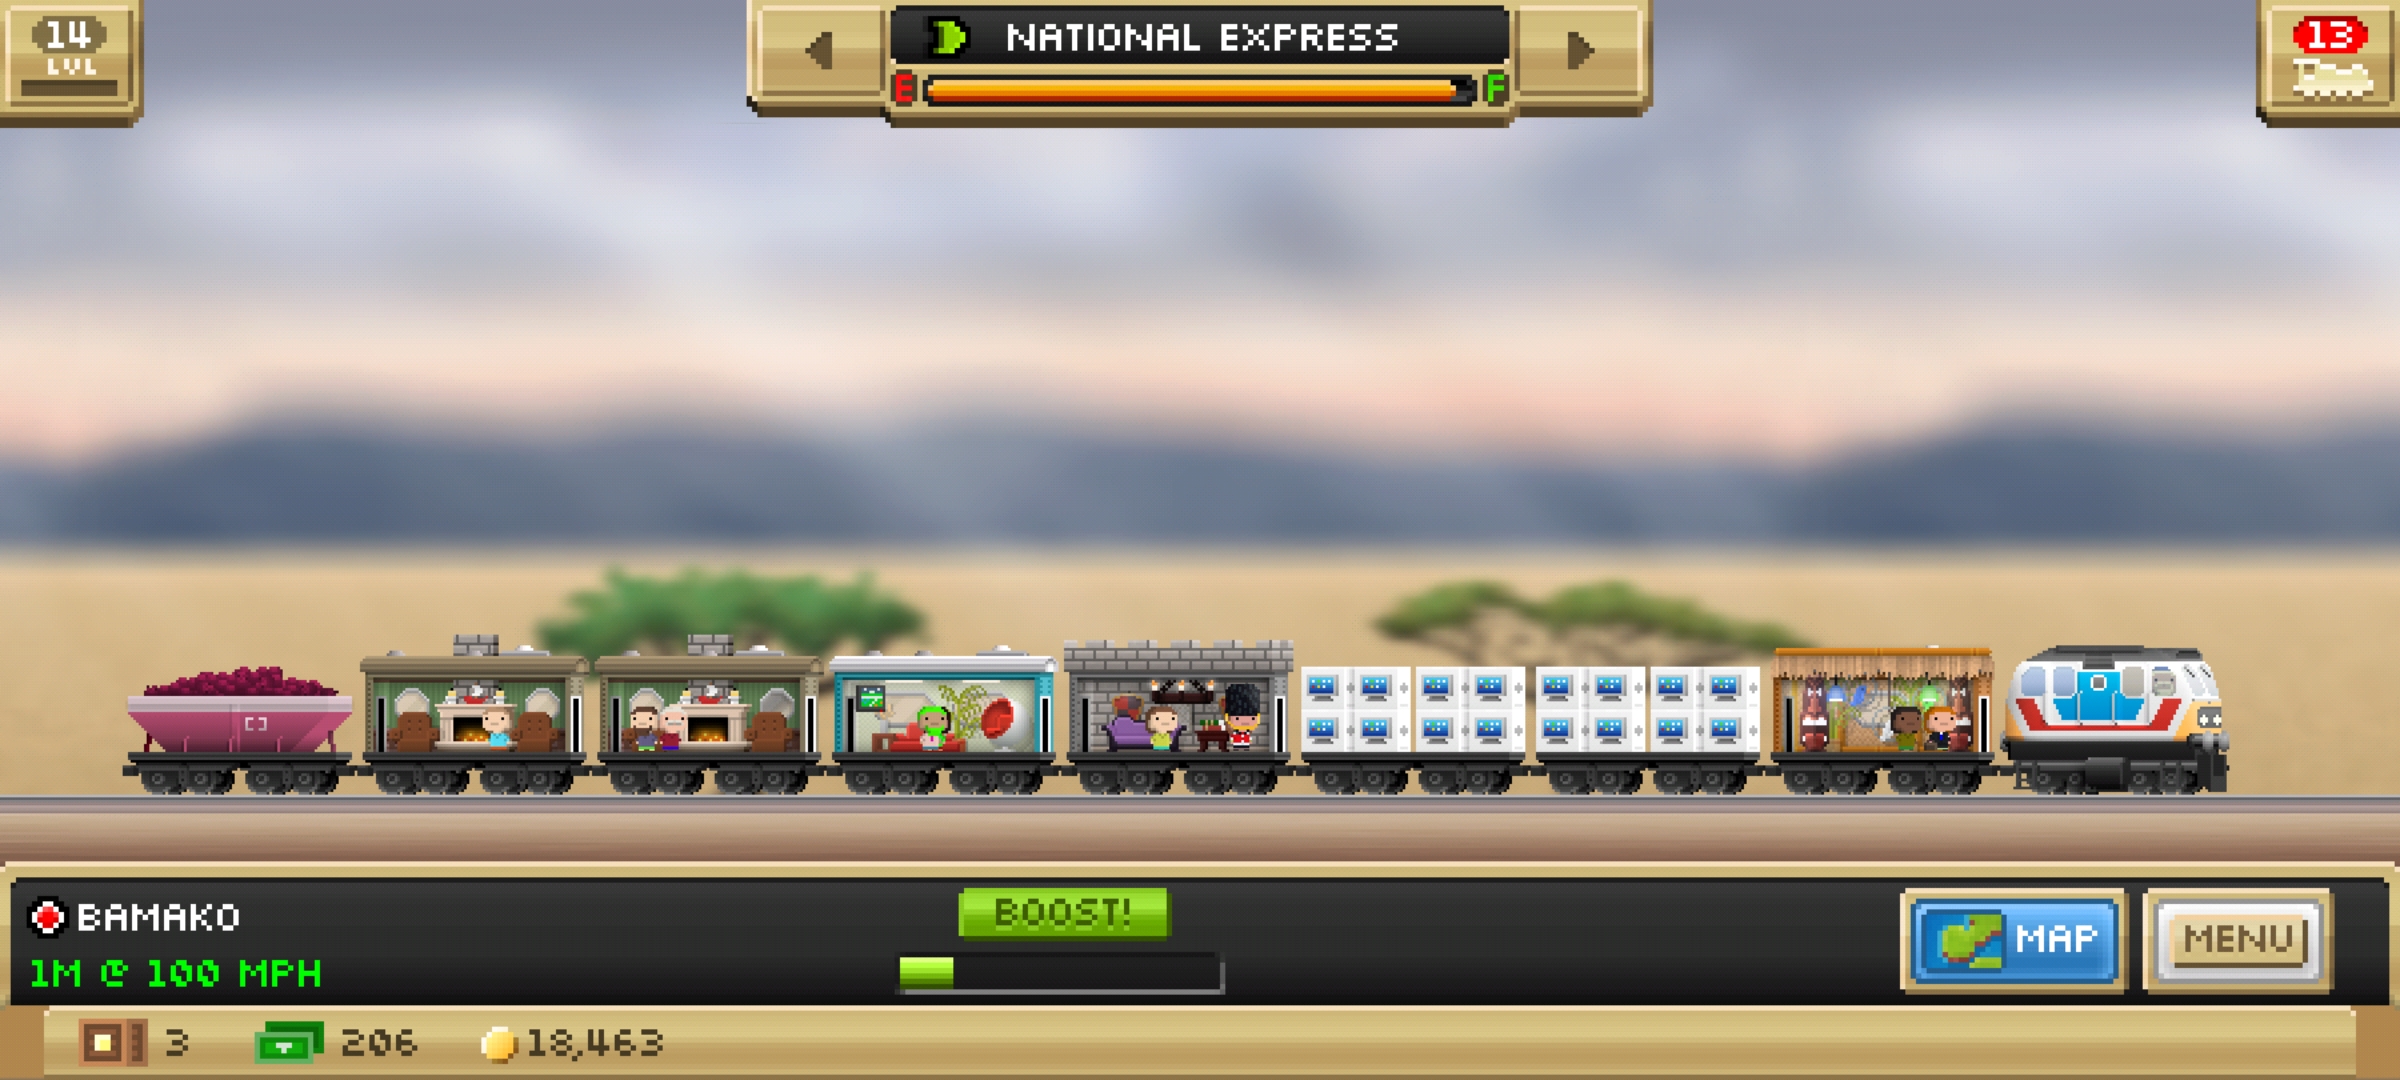 14
LVL
NATIONAL EXPRESS
E F
13
BAMAKO
1M @ 100 MPH
BOOST!
MAP
MENU
3
206
18,463